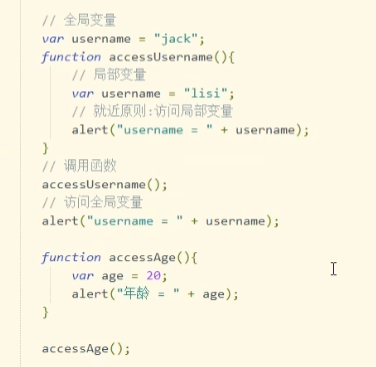 // 全局变量
var username = "jack";
function accessUsername(){
    // 局部变量
    var username = "lisi";
    // 就近原则:访问局部变量
    alert("username = " + username);
}
// 调用函数
accessUsername();
// 访问全局变量
alert("username = " + username);

function accessAge(){
    var age = 20;
    alert("年龄 = " + age);
}

accessAge();